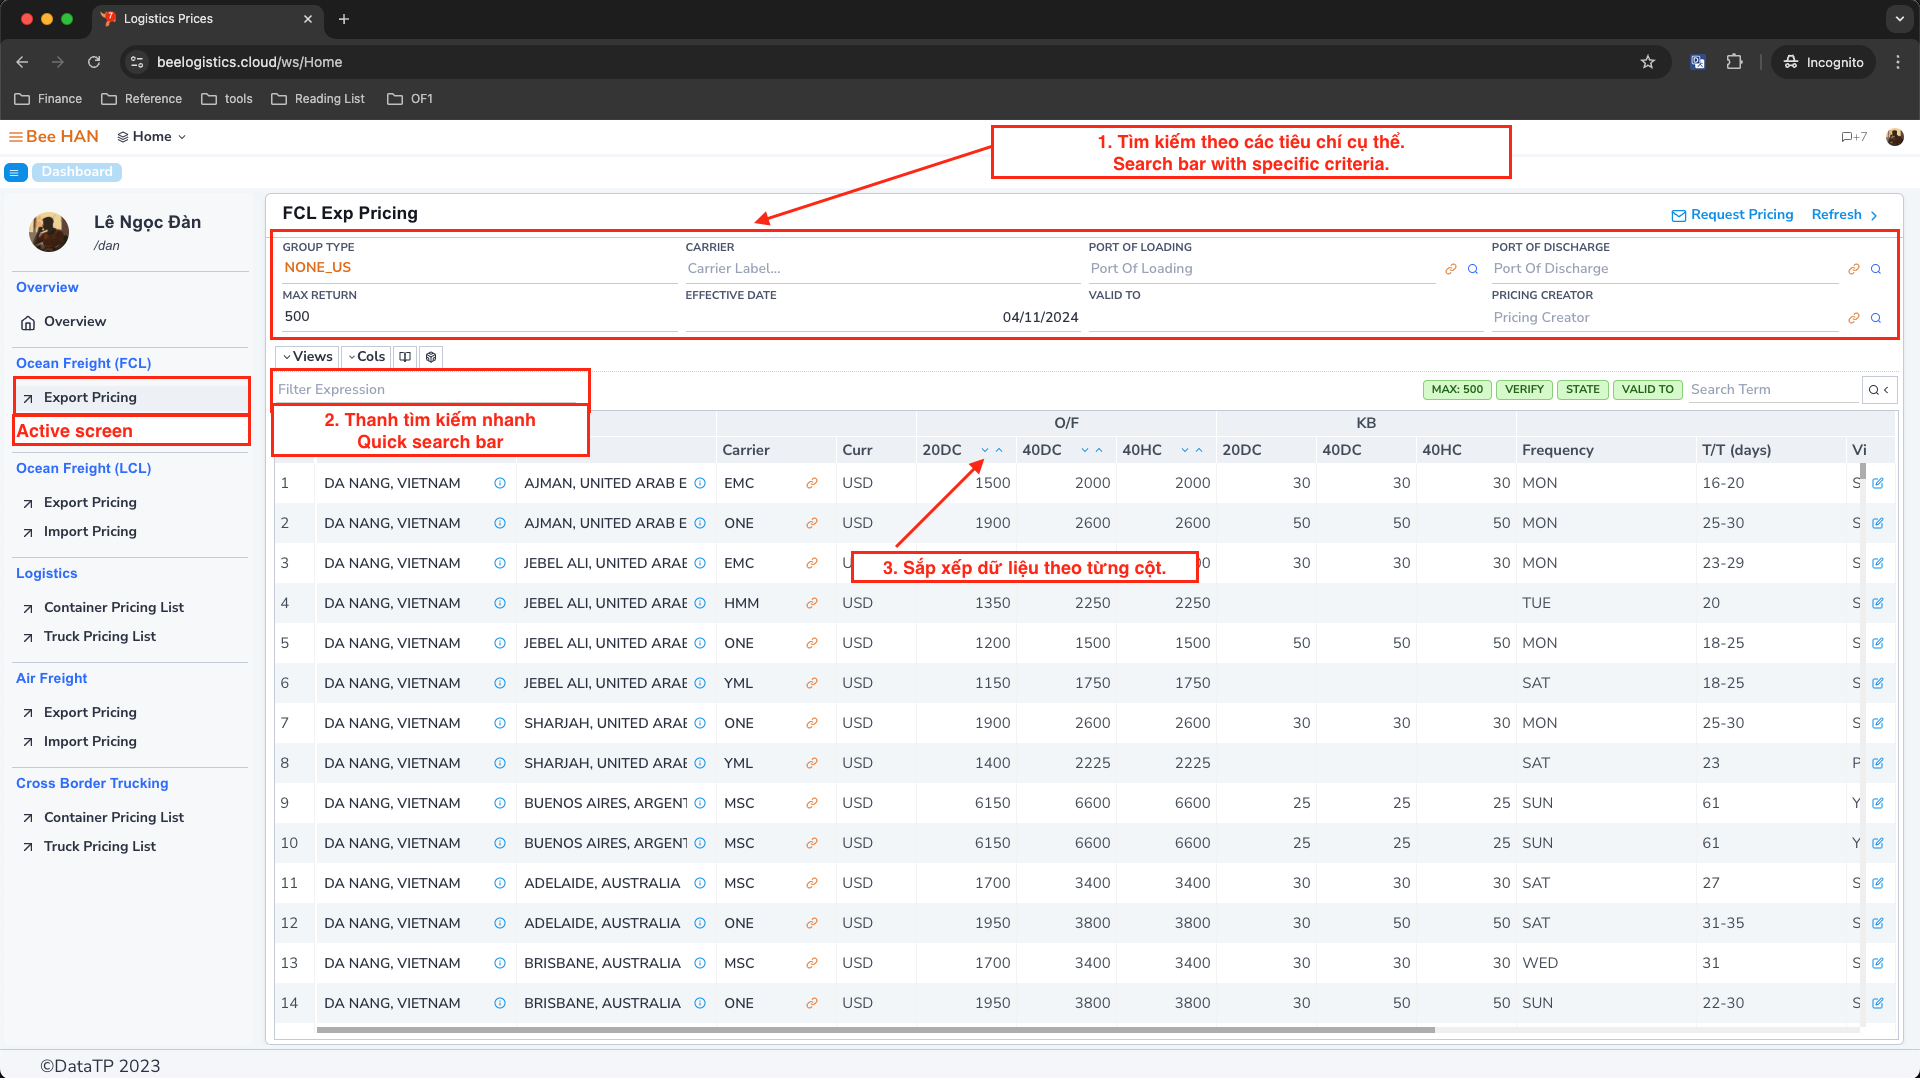 Logistics Prices
beelogistics.cloud/ws/Home
Incognito
Finance Reference tools Reading List OF1
Bee HAN Home
+7
Dashboard
1. Tìm kiếm theo các tiêu chí cụ thể.
Search bar with specific criteria.
Lê Ngọc Đàn
/dan
Overview
Overview
Ocean Freight (FCL)
Export Pricing
Active screen
Ocean Freight (LCL)
Export Pricing
Import Pricing
Logistics
Container Pricing List
Truck Pricing List
Air Freight
Export Pricing
Import Pricing
Cross Border Trucking
Container Pricing List
Truck Pricing List
FCL Exp Pricing
Request Pricing Refresh
GROUP TYPE CARRIER PORT OF LOADING PORT OF DISCHARGE
NONE_US Carrier Label... Port Of Loading Port Of Discharge
MAX RETURN EFFECTIVE DATE VALID TO PRICING CREATOR
500 04/11/2024 Pricing Creator
Views Cols
Filter Expression
MAX: 500 VERIFY STATE VALID TO Search Term
2. Thanh tìm kiếm nhanh
Quick search bar
O/F KB
Carrier Curr 20DC 40DC 40HC 20DC 40DC 40HC Frequency T/T (days) Vi
1 DA NANG, VIETNAM AJMAN, UNITED ARAB E EMC USD 1500 2000 2000 30 30 30 MON 16-20 S
2 DA NANG, VIETNAM AJMAN, UNITED ARAB E ONE USD 1900 2600 2600 50 50 50 MON 25-30 S
3 DA NANG, VIETNAM JEBEL ALI, UNITED ARAE EMC 30 30 30 MON 23-29 S
3. Sắp xếp dữ liệu theo từng cột.
4 DA NANG, VIETNAM JEBEL ALI, UNITED ARAE HMM USD 1350 2250 2250 TUE 20 S
5 DA NANG, VIETNAM JEBEL ALI, UNITED ARAE ONE USD 1200 1500 1500 50 50 50 MON 18-25 S
6 DA NANG, VIETNAM JEBEL ALI, UNITED ARAE YML USD 1150 1750 1750 SAT 18-25 S
7 DA NANG, VIETNAM SHARJAH, UNITED ARAE ONE USD 1900 2600 2600 30 30 30 MON 25-30 S
8 DA NANG, VIETNAM SHARJAH, UNITED ARAE YML USD 1400 2225 2225 SAT 23 P
9 DA NANG, VIETNAM BUENOS AIRES, ARGENT MSC USD 6150 6600 6600 25 25 25 SUN 61 Y
10 DA NANG, VIETNAM BUENOS AIRES, ARGENT MSC USD 6150 6600 6600 25 25 25 SUN 61 Y
11 DA NANG, VIETNAM ADELAIDE, AUSTRALIA MSC USD 1700 3400 3400 30 30 30 SAT 27 S
12 DA NANG, VIETNAM ADELAIDE, AUSTRALIA ONE USD 1950 3800 3800 30 50 50 SAT 31-35 S
13 DA NANG, VIETNAM BRISBANE, AUSTRALIA MSC USD 1700 3400 3400 30 30 30 WED 31 S
14 DA NANG, VIETNAM BRISBANE, AUSTRALIA ONE USD 1950 3800 3800 30 50 50 SUN 22-30 S
©DataTP 2023